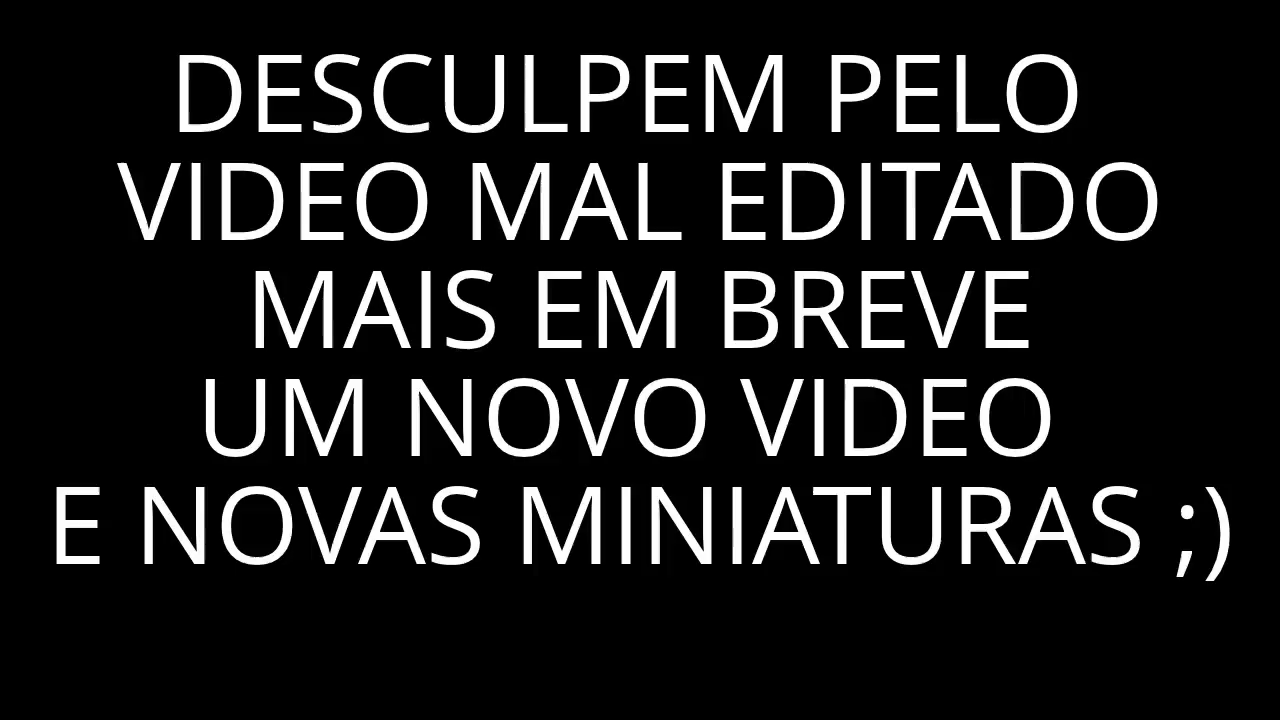 DESCULPEM PELO
VIDEO MAL EDITADO
MAIS EM BREVE
UM NOVO VIDEO
E NOVAS MINIATURAS ;)